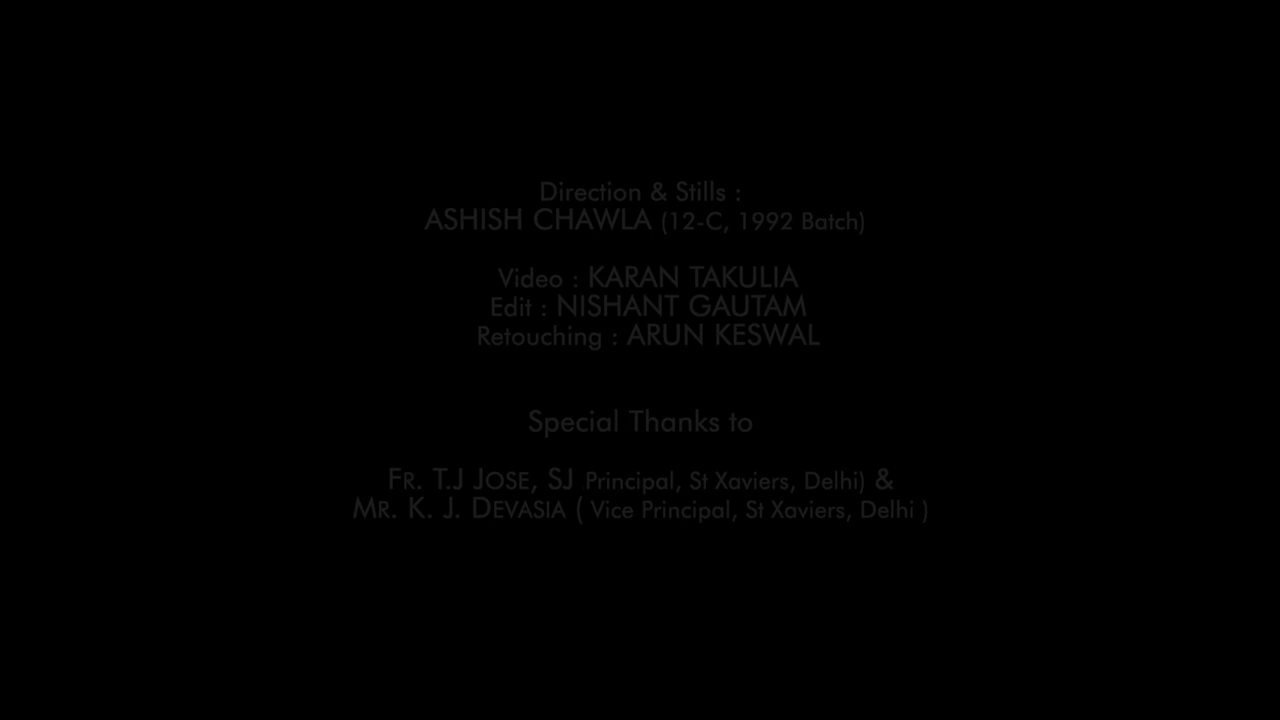 Direction & Stills :
ASHISH CHAWLA (12-C, 1992 Batch)
Video : KARAN TAKULIA
Edit : NISHANT GAUTAM
Retouching : ARUN KESWAL
Special Thanks to
FR. T.J JOSE, SJ Principal, St Xaviers, Delhi) &
MR. K. J. DEVASIA ( Vice Principal, St Xaviers, Delhi )